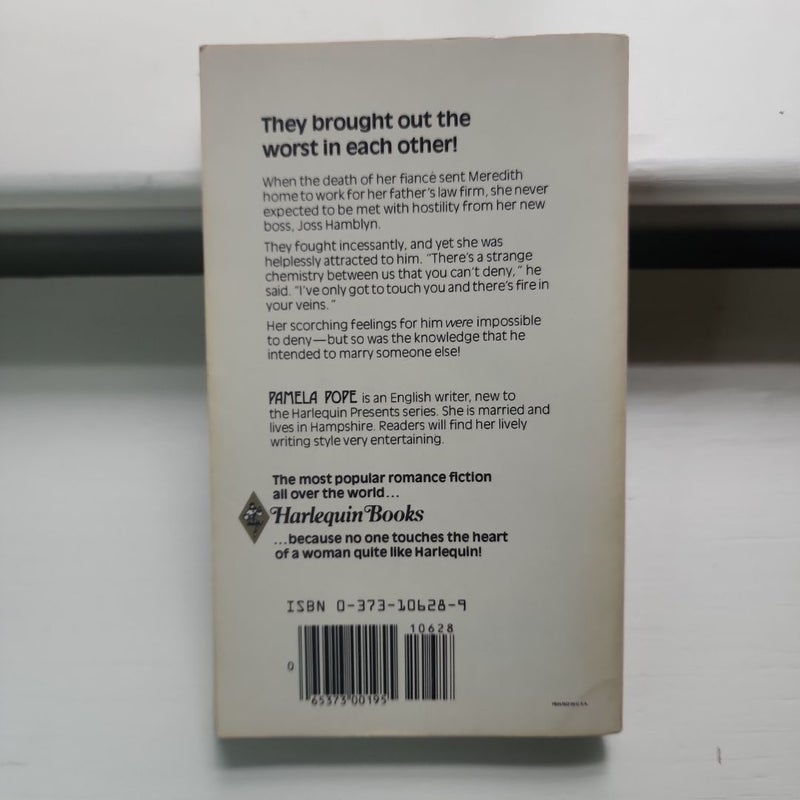 They brought out the
worst in each other!
When the death of her fiancé sent Meredith
home to work for her father's law firm, she never
expected to be met with hostility from her new
boss, Joss Hamblyn.
They fought incessantly, and yet she was
helplessly attracted to him. "There's a strange
chemistry between us that you can't deny," he
said. "I've only got to touch you and there's fire in
your veins."
Her scorching feelings for him were impossible
to deny—but so was the knowledge that he
intended to marry someone else!
PAMELA POPE is an English writer, new to
the Harlequin Presents series. She is married and
lives in Hampshire. Readers will find her lively
writing style very entertaining.
The most popular romance fiction
all over the world...
Harlequin Books
...because no one touches the heart
of a woman quite like Harlequin!
ISBN 0-373-10628-9
10628
0
65373 00195